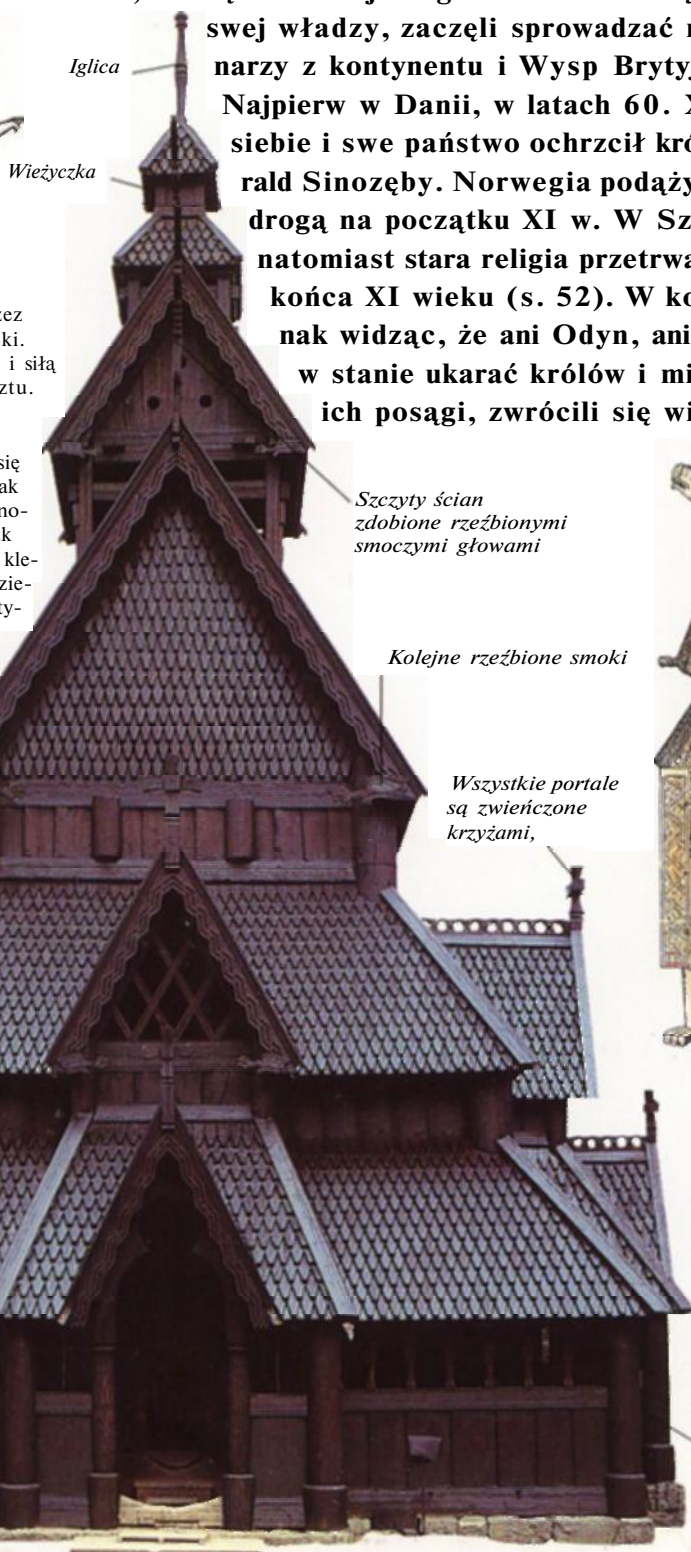 swej władzy, zaczęli sprowadzać
narzy z kontynentu i Wysp Bryty
Najpierw w Danii, w latach 60.
siebie i swe państwo ochrzcił kró
rald Sinozęby. Norwegia podąży
drogą na początku XI w. W Sz
natomiast stara religia przetrwa
końca XI wieku (s. 52). W ko
nak widząc, że ani Odyn, ani
w stanie ukarać królów i mi
ich posągi, zwrócili się wi
Iglica
Wieżyczka
zez
ki.
i siłą
ztu.
się
ak
no-
k
kle-
zie-
ty-
Szczyty ścian
zdobione rzeźbionymi
smoczymi głowami
Kolejne rzeźbione smoki
Wszystkie portale
są zwieńczone
krzyżami,